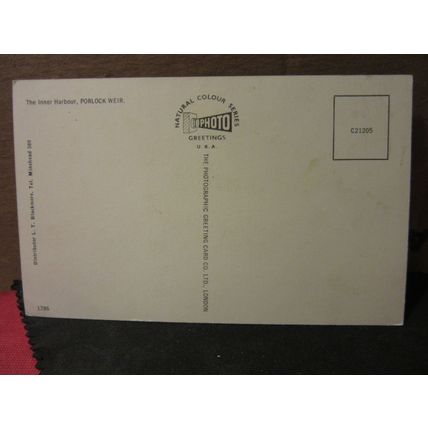 The Inner Harbour, PORLOCK WEIR.
NATURAL COLOUR SERIES
PHOTO
GREETINGS
U.B.A.
C21205
THE PHOTOGRAPHIC GREETING CARD CO. LTD., LONDON
Distributor L. T. Blackmore. Tel. Minehead 389
1786